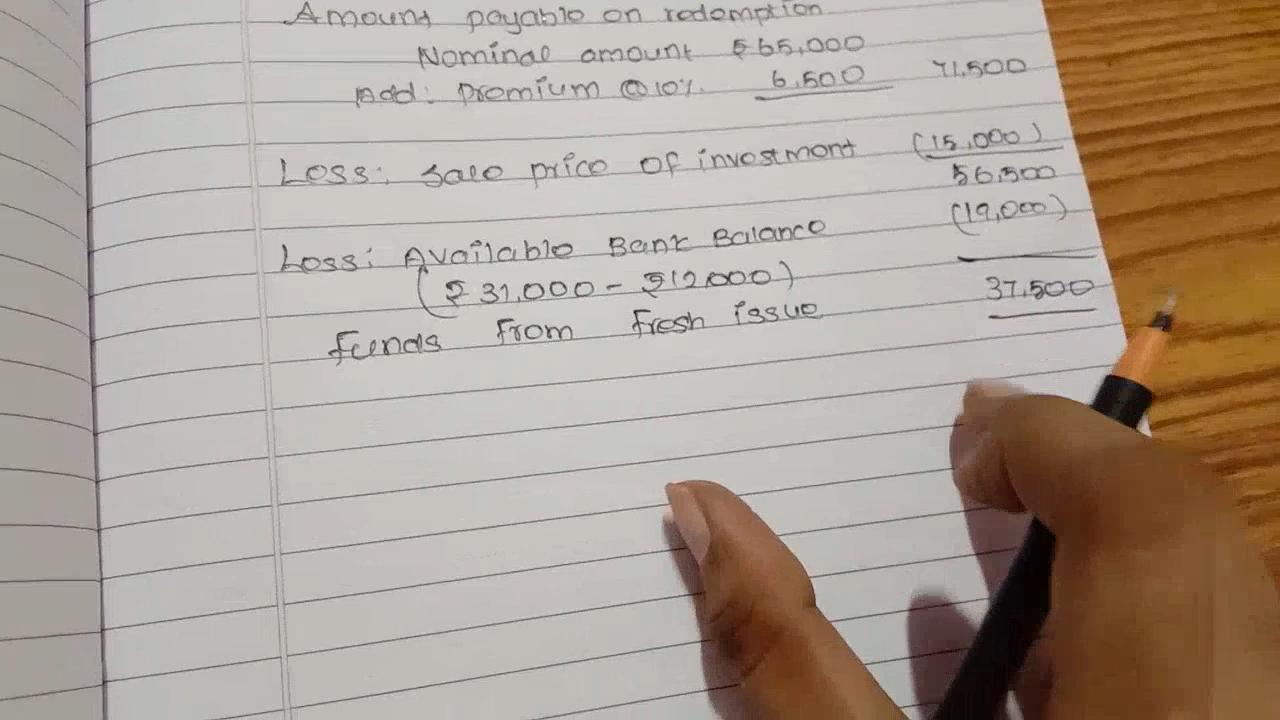 Amount payable on redemption
Nominal amount ₹65,000
Add: Premium @10% 6,500 71,500
Less: Sale price of investment (15,000)
56,500
Less: Available Bank Balance (19,000)
(₹31,000 - ₹12,000)
Funds from fresh issue 37,500